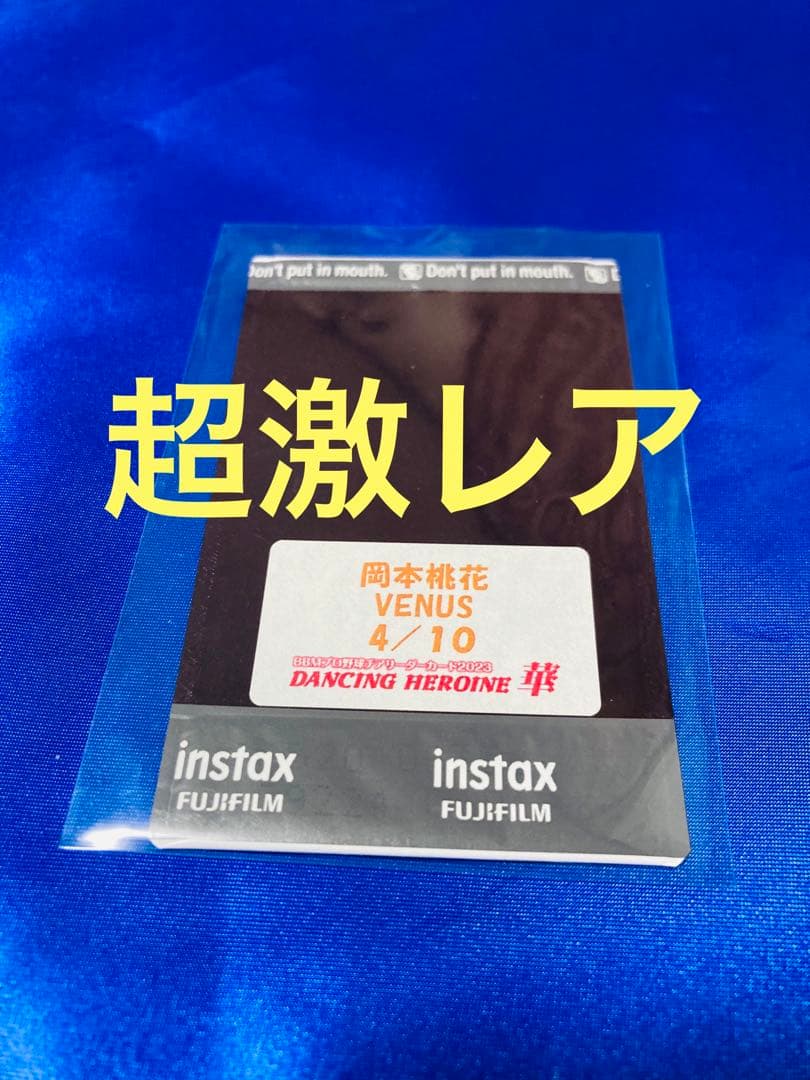 Don't put in mouth. Don't put in mouth. D
超激レア
岡本桃花
VENUS
4/10
BBMプロ野球チアリーダーカード2023
DANCING HEROINE 華
instax instax
FUJIFILM FUJIFILM